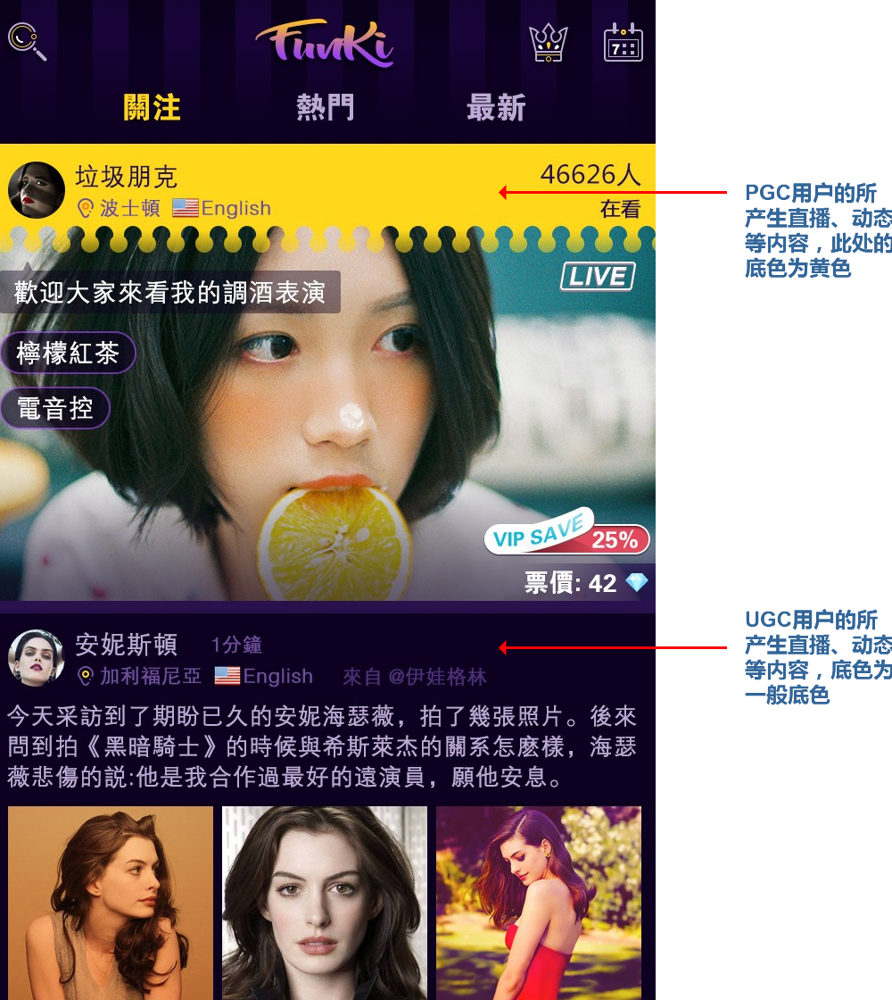 FunKi
7
關注
熱門
最新
垃圾朋克
46626人
波士頓
English
在看
歡迎大家來看我的調酒表演
LIVE
檸檬紅茶
電音控
VIP SAVE 25%
票價: 42
安妮斯頓
1分鐘
加利福尼亞
English
來自 @伊娃格林
今天采訪到了期盼已久的安妮海瑟薇，拍了幾張照片。後來
問到拍《黑暗騎士》的時候與希斯萊杰的關系怎麽樣，海瑟
薇悲傷的説:他是我合作過最好的遠演員，願他安息。
PGC用户的所
产生直播、动态
等内容，此处的
底色为黄色
UGC用户的所
产生直播、动态
等内容，底色为
一般底色